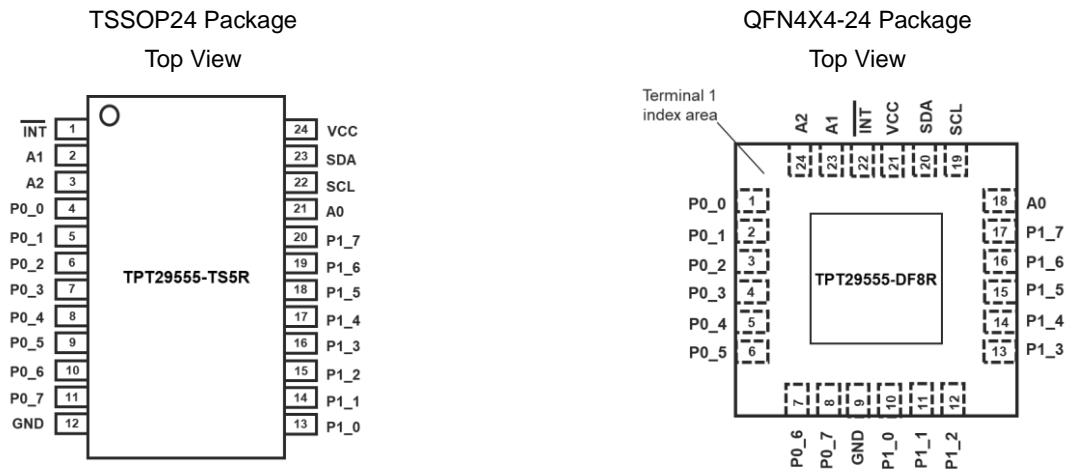 TSSOP24 Package
Top View
INT 1
A1 2
A2 3
P0_0 4
P0_1 5
P0_2 6
P0_3 7
P0_4 8
P0_5 9
P0_6 10
P0_7 11
GND 12
TPT29555-TS5R
24 VCC
23 SDA
22 SCL
21 A0
20 P1_7
19 P1_6
18 P1_5
17 P1_4
16 P1_3
15 P1_2
14 P1_1
13 P1_0
QFN4X4-24 Package
Top View
Terminal 1
index area
A2 A1 INT VCC SDA SCL
24 23 22 21 20 19
P0_0 1
P0_1 2
P0_2 3
P0_3 4
P0_4 5
P0_5 6
TPT29555-DF8R
18 A0
17 P1_7
16 P1_6
15 P1_5
14 P1_4
13 P1_3
7 8 9 10 11 12
P0_6 P0_7 GND P1_0 P1_1 P1_2